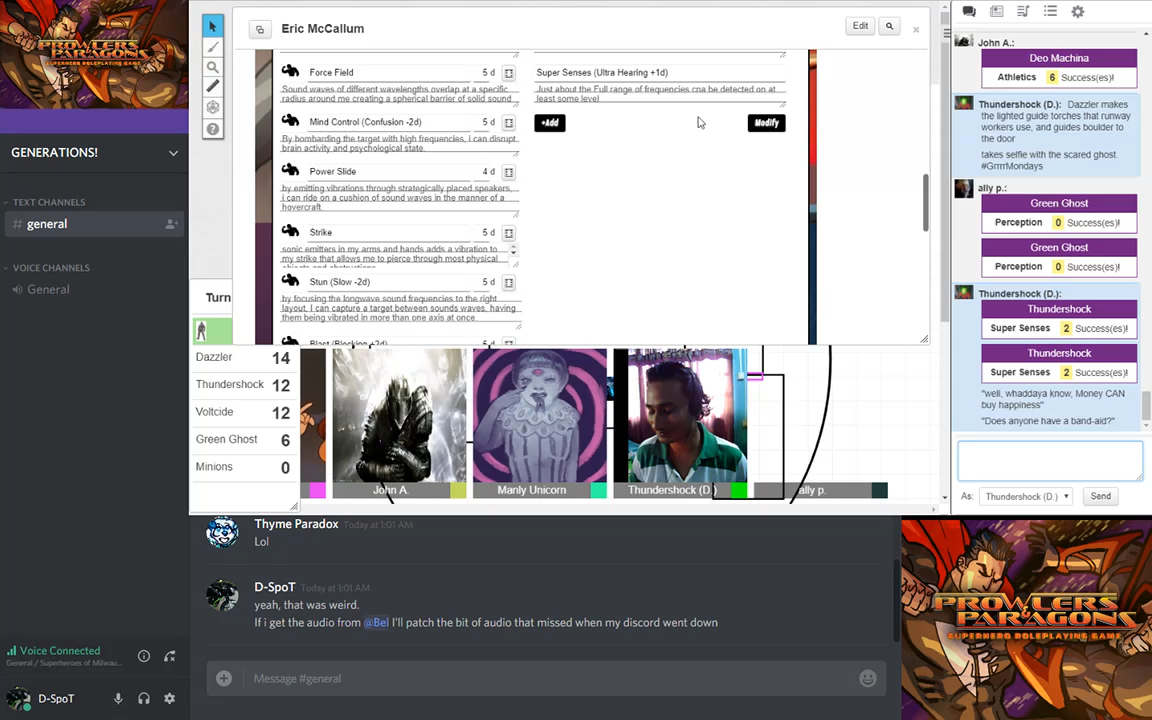 PROWLERS
& PARAGONS
SUPERHERO ROLEPLAYING GAME
GENERATIONS!
TEXT CHANNELS
# general
VOICE CHANNELS
General
Voice Connected
General / Superheroes of Milwau...
D-SpoT
Eric McCallum
Edit
Force Field 5 d
Sound waves of different wavelengths overlap at a specific
radius around me creating a spherical barrier of solid sound
Mind Control (Confusion -2d) 5 d
By bombarding the target with high frequencies, i can disrupt
brain activity and psychological state.
Power Slide 4 d
by emitting vibrations through strategically placed speakers,
I can ride on a cushion of sound waves in the manner of a
hovercraft.
Strike 5 d
sonic emitters in my arms and hands adds a vibration to
my strike that allows me to pierce through most physical
objects and obstructions
Stun (Slow -2d) 5 d
by focusing the longwave sound frequencies to the right
layout, I can capture a target between sounds waves, having
them being vibrated in more than one axis at once.
Blast (Blocking +2d) 5 d
Super Senses (Ultra Hearing +1d)
Just about the Full range of frequencies cna be detected on at
least some level
+Add
Modify
Turn
Dazzler 14
Thundershock 12
Voltcide 12
Green Ghost 6
Minions 0
John A.
Manly Unicorn
Thundershock (D.)
ally p.
John A.:
Deo Machina
Athletics 6 Success(es)!
Thundershock (D.): Dazzler makes
the lighted guide torches that runway
workers use, and guides boulder to
the door
takes selfie with the scared ghost.
#GrrrrMondays
ally p.:
Green Ghost
Perception 0 Success(es)!
Green Ghost
Perception 0 Success(es)!
Thundershock (D.):
Thundershock
Super Senses 2 Success(es)!
Thundershock
Super Senses 2 Success(es)!
"well, whaddaya know, Money CAN
buy happiness"
"Does anyone have a band-aid?"
As: Thundershock (D.)
Send
Thyme Paradox Today at 1:01 AM
Lol
D-SpoT Today at 1:01 AM
yeah, that was weird.
If i get the audio from @Bel I'll patch the bit of audio that missed when my discord went down
Message #general
PROWLERS
& PARAGONS
SUPERHERO ROLEPLAYING GAME